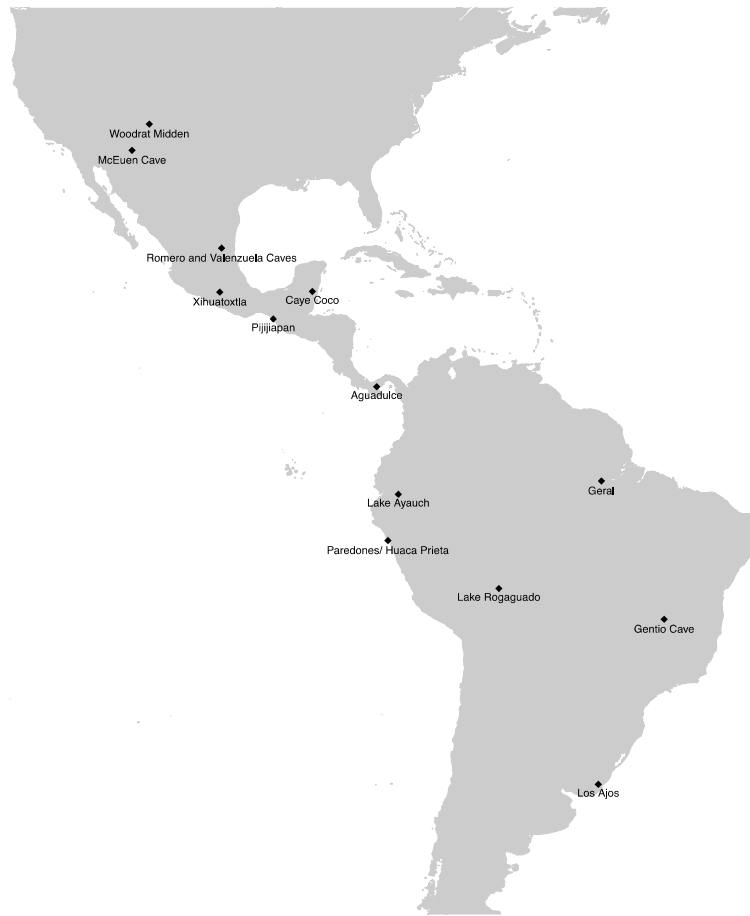 Woodrat Midden
McEuen Cave
Romero and Valenzuela Caves
Xihuatoxtla
Caye Coco
Pijijiapan
Aguadulce
Geral
Lake Ayauch
Paredones/ Huaca Prieta
Lake Rogaguado
Gentio Cave
Los Ajos